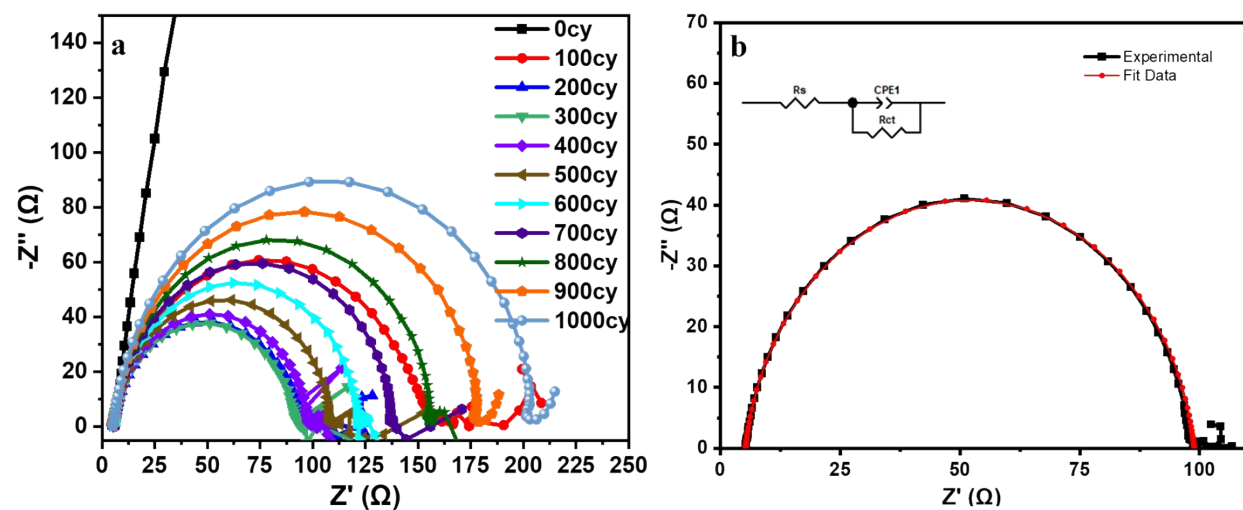 a
140
120
100
80
60
40
20
0
-Z'' (Ω)
0 25 50 75 100 125 150 175 200 225 250
Z' (Ω)
0cy
100cy
200cy
300cy
400cy
500cy
600cy
700cy
800cy
900cy
1000cy
b
70
60
50
40
30
20
10
0
-Z'' (Ω)
0 25 50 75 100
Z' (Ω)
Experimental
Fit Data
Rs
CPE1
Rct